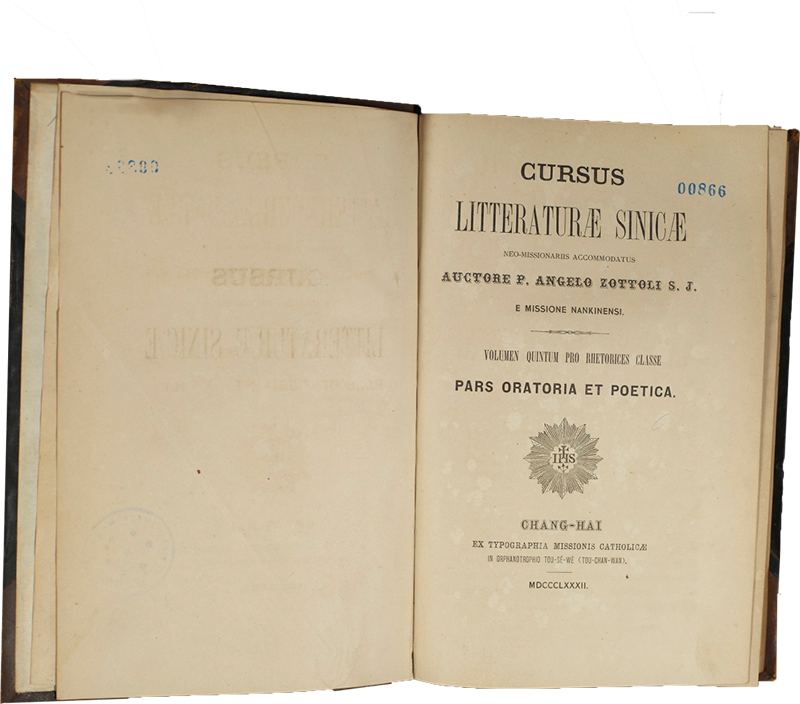 CURSUS
00866
LITTERATURÆ SINICÆ
NEO-MISSIONARIIS ACCOMMODATUS
AUCTORE P. ANGELO ZOTTOLI S. J.
E MISSIONE NANKINENSI.
VOLUMEN QUINTUM PRO RHETORICES CLASSE
PARS ORATORIA ET POETICA.
IHS
CHANG-HAI
EX TYPOGRAPHIA MISSIONIS CATHOLICÆ
IN ORPHANOTROPHIO TOU-SÈ-WÈ (TOU-CHAN-WAN).
MDCCCLXXXII.